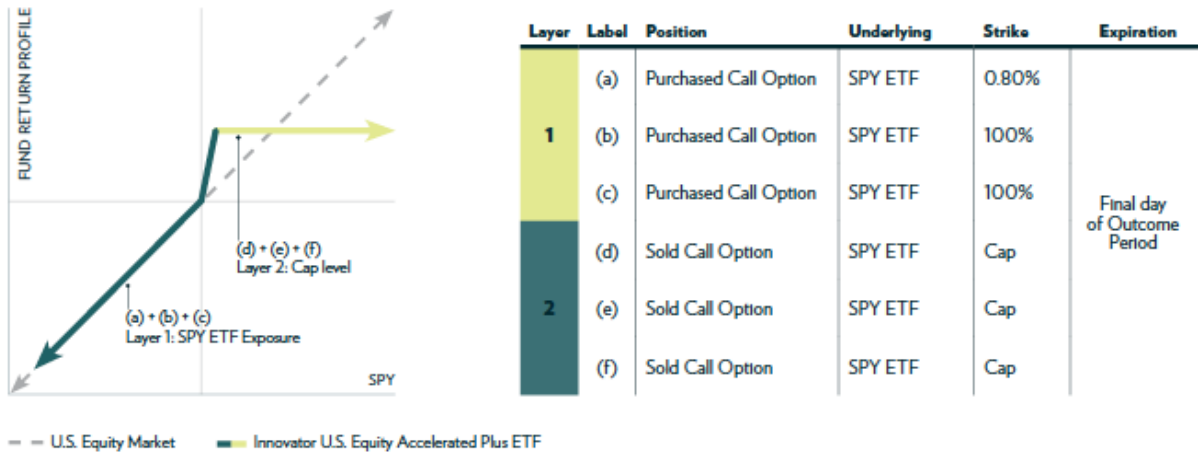 FUND RETURN PROFILE
(d) + (e) + (f)
Layer 2: Cap level
(a) + (b) + (c)
Layer 1: SPY ETF Exposure
SPY
U.S. Equity Market
Innovator U.S. Equity Accelerated Plus ETF
Layer Label Position Underlying Strike Expiration
1
(a) Purchased Call Option SPY ETF 0.80%
(b) Purchased Call Option SPY ETF 100%
(c) Purchased Call Option SPY ETF 100%
2
(d) Sold Call Option SPY ETF Cap
(e) Sold Call Option SPY ETF Cap
(f) Sold Call Option SPY ETF Cap
Final day
of Outcome
Period